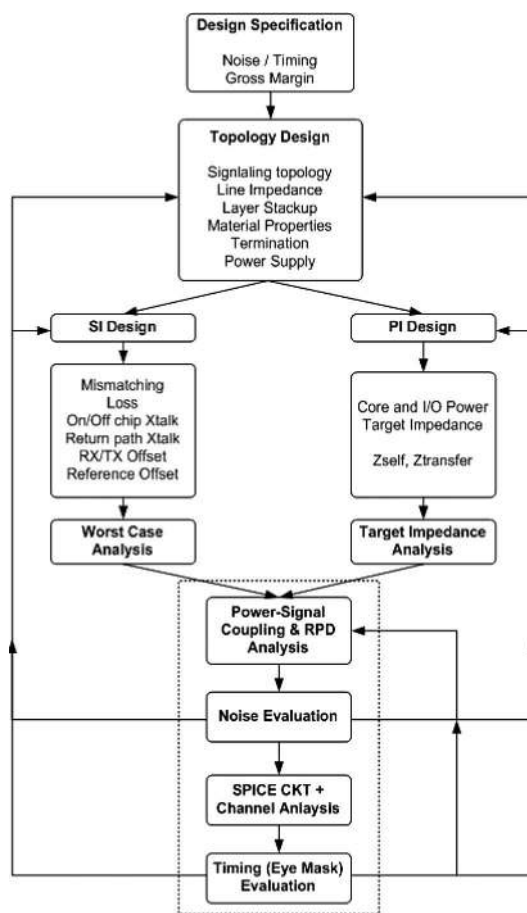 Design Specification
Noise / Timing
Gross Margin
Topology Design
Signlaling topology
Line Impedance
Layer Stackup
Material Properties
Termination
Power Supply
SI Design
PI Design
Mismatching
Loss
On/Off chip Xtalk
Return path Xtalk
RX/TX Offset
Reference Offset
Core and I/O Power
Target Impedance
Zself, Ztransfer
Worst Case
Analysis
Target Impedance
Analysis
Power-Signal
Coupling & RPD
Analysis
Noise Evaluation
SPICE CKT +
Channel Anlaysis
Timing (Eye Mask)
Evaluation